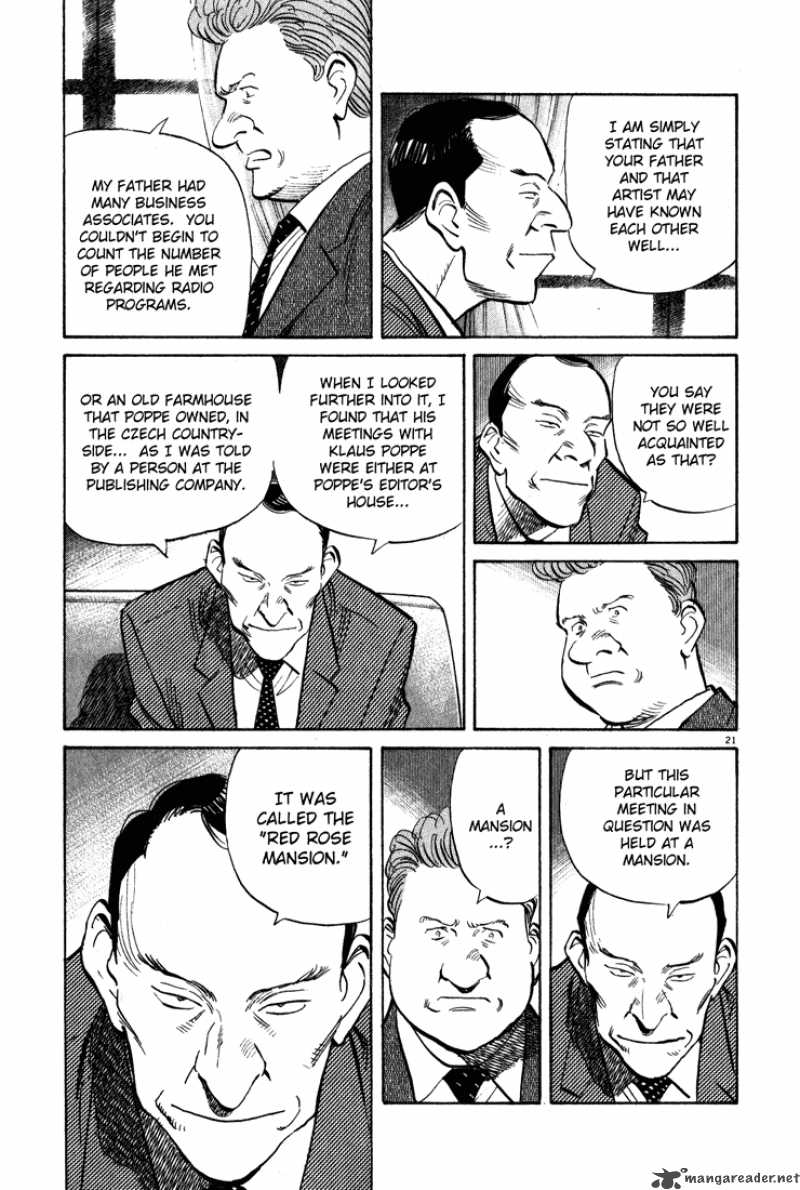 I AM SIMPLY
STATING THAT
YOUR FATHER
AND THAT
ARTIST MAY
HAVE KNOWN
EACH OTHER
WELL...
MY FATHER HAD
MANY BUSINESS
ASSOCIATES. YOU
COULDN'T BEGIN TO
COUNT THE NUMBER
OF PEOPLE HE MET
REGARDING RADIO
PROGRAMS.
YOU SAY
THEY WERE
NOT SO WELL
ACQUAINTED
AS THAT?
WHEN I LOOKED
FURTHER INTO IT, I
FOUND THAT HIS
MEETINGS WITH
KLAUS POPPE
WERE EITHER AT
POPPE'S EDITOR'S
HOUSE...
OR AN OLD FARMHOUSE
THAT POPPE OWNED, IN
THE CZECH COUNTRY-
SIDE... AS I WAS TOLD
BY A PERSON AT THE
PUBLISHING COMPANY.
21
BUT THIS
PARTICULAR
MEETING IN
QUESTION WAS
HELD AT A
MANSION.
A
MANSION
...?
IT WAS
CALLED THE
"RED ROSE
MANSION."
mangareader.net